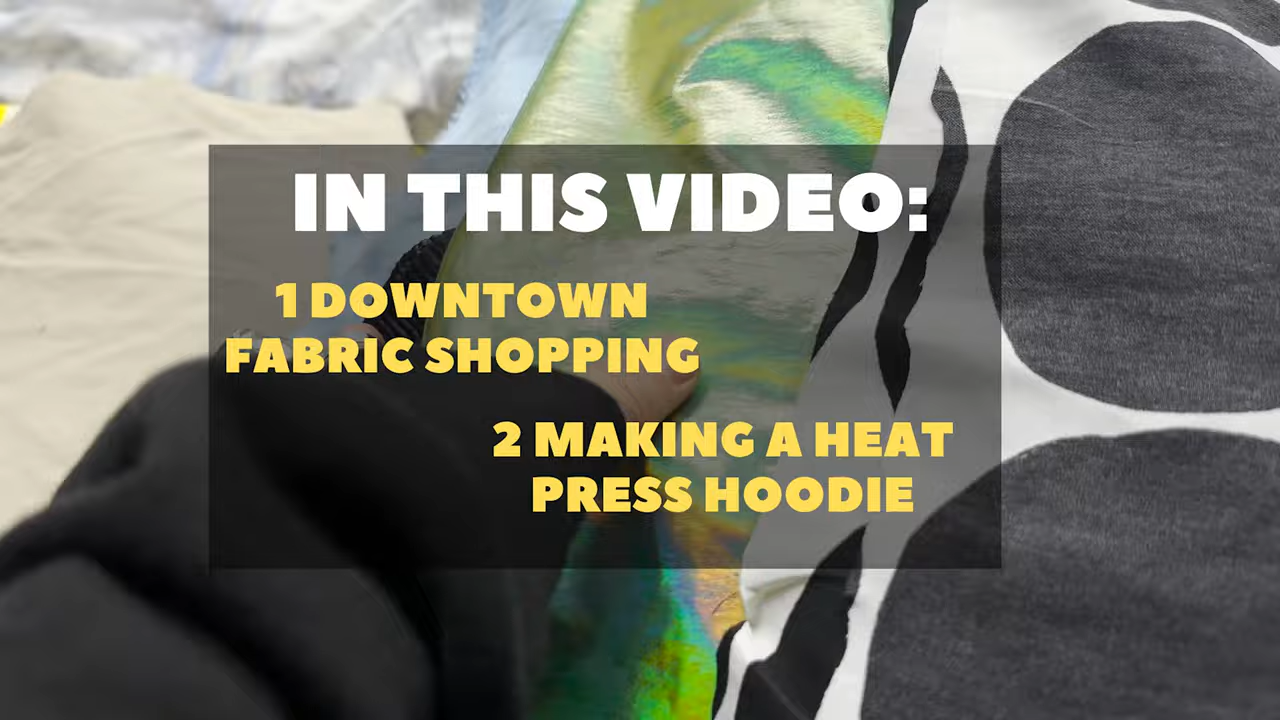 IN THIS VIDEO:
1 DOWNTOWN
FABRIC SHOPPING
2 MAKING A HEAT
PRESS HOODIE